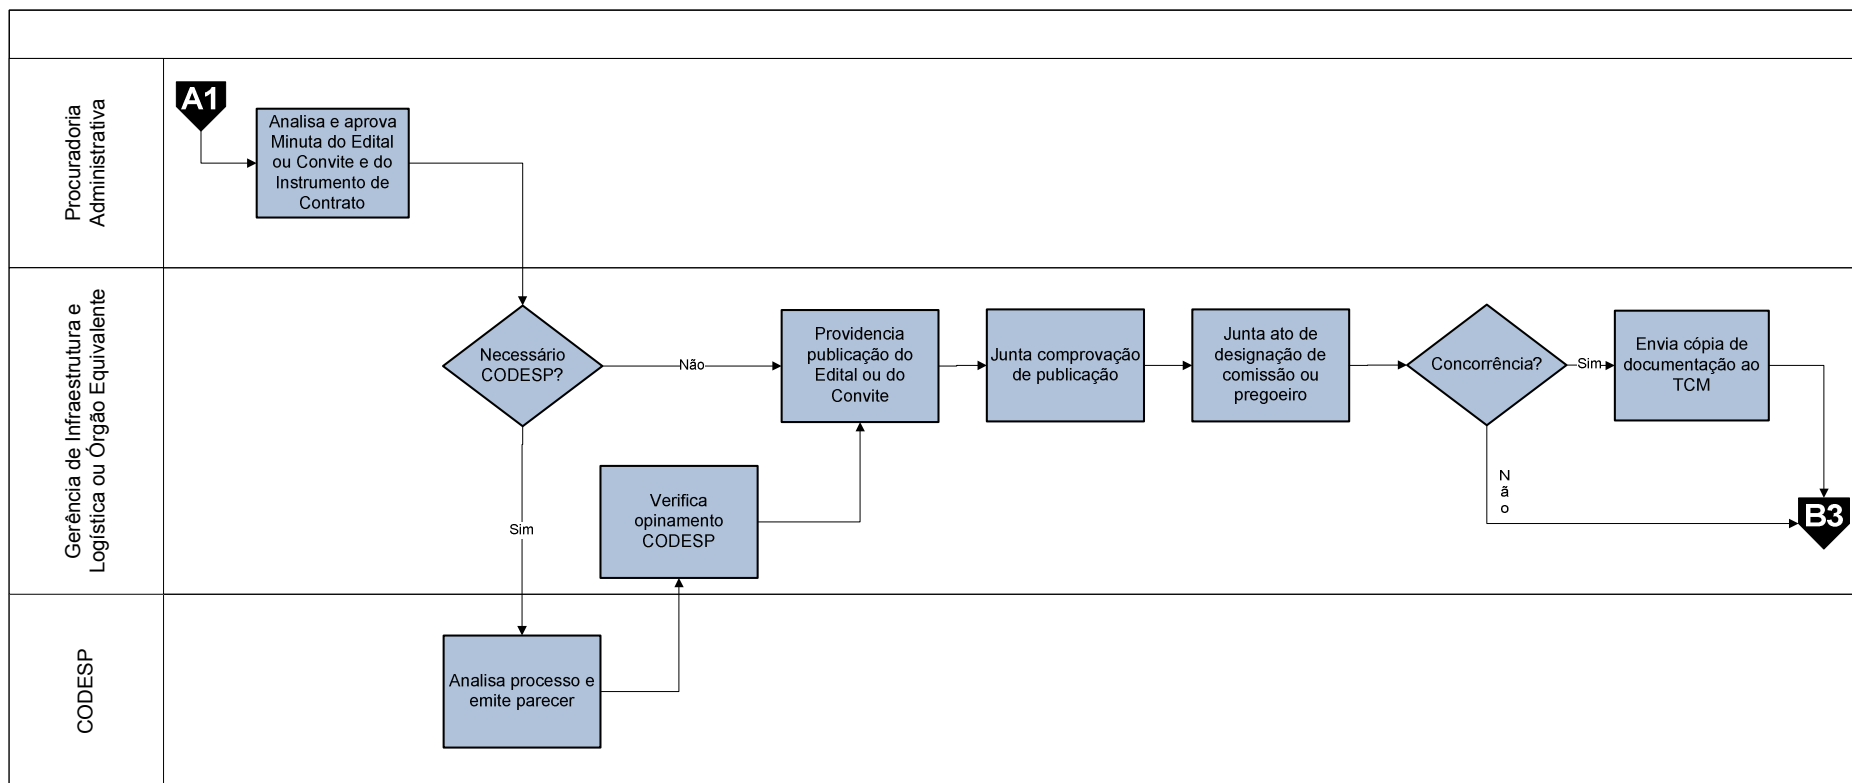 Procuradoria
Administrativa
A1
Analisa e aprova
Minuta do Edital
ou Convite e do
Instrumento de
Contrato
Gerência de Infraestrutura e
Logística ou Órgão Equivalente
Necessário
CODESP?
Não
Sim
Verifica
opinamento
CODESP
Providencia
publicação do
Edital ou do
Convite
Junta comprovação
de publicação
Junta ato de
designação de
comissão ou
pregoeiro
Concorrência?
Sim
Não
Envia cópia de
documentação ao
TCM
B3
CODESP
Analisa processo e
emite parecer